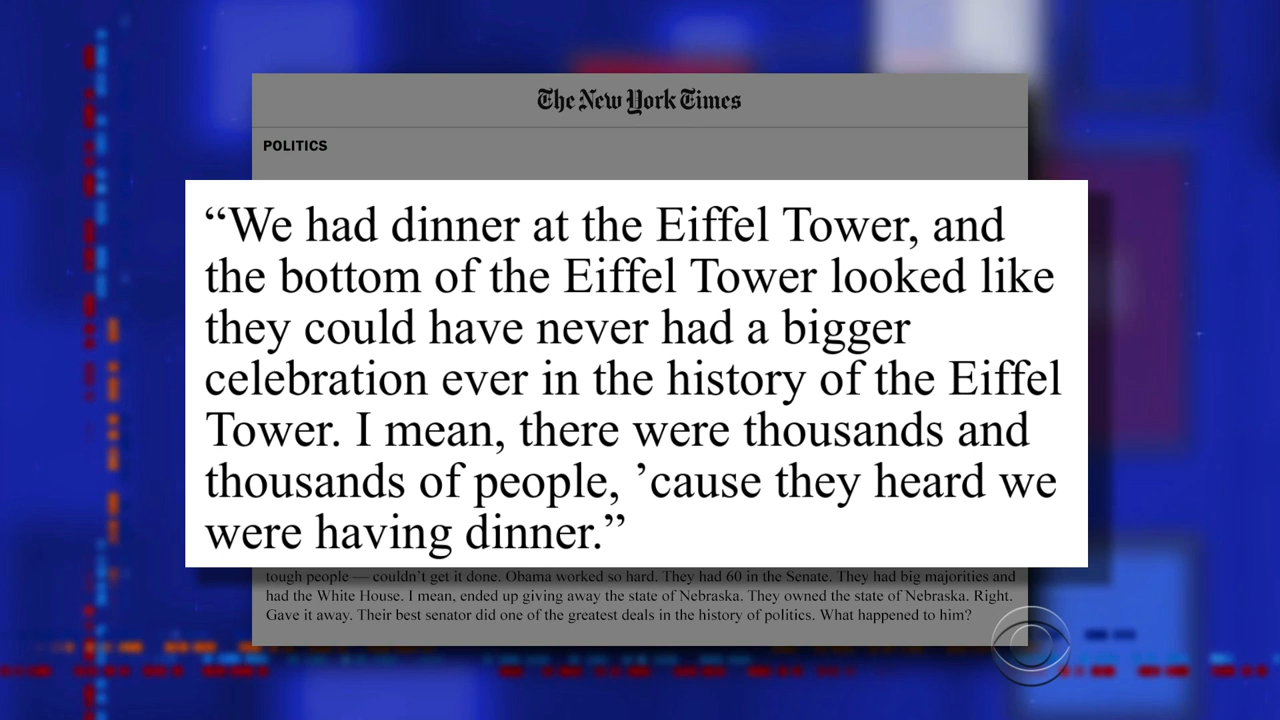 The New York Times
POLITICS
“We had dinner at the Eiffel Tower, and
the bottom of the Eiffel Tower looked like
they could have never had a bigger
celebration ever in the history of the Eiffel
Tower. I mean, there were thousands and
thousands of people, ’cause they heard we
were having dinner.”
tough people — couldn’t get it done. Obama worked so hard. They had 60 in the Senate. They had big majorities and
had the White House. I mean, ended up giving away the state of Nebraska. They owned the state of Nebraska. Right.
Gave it away. Their best senator did one of the greatest deals in the history of politics. What happened to him?